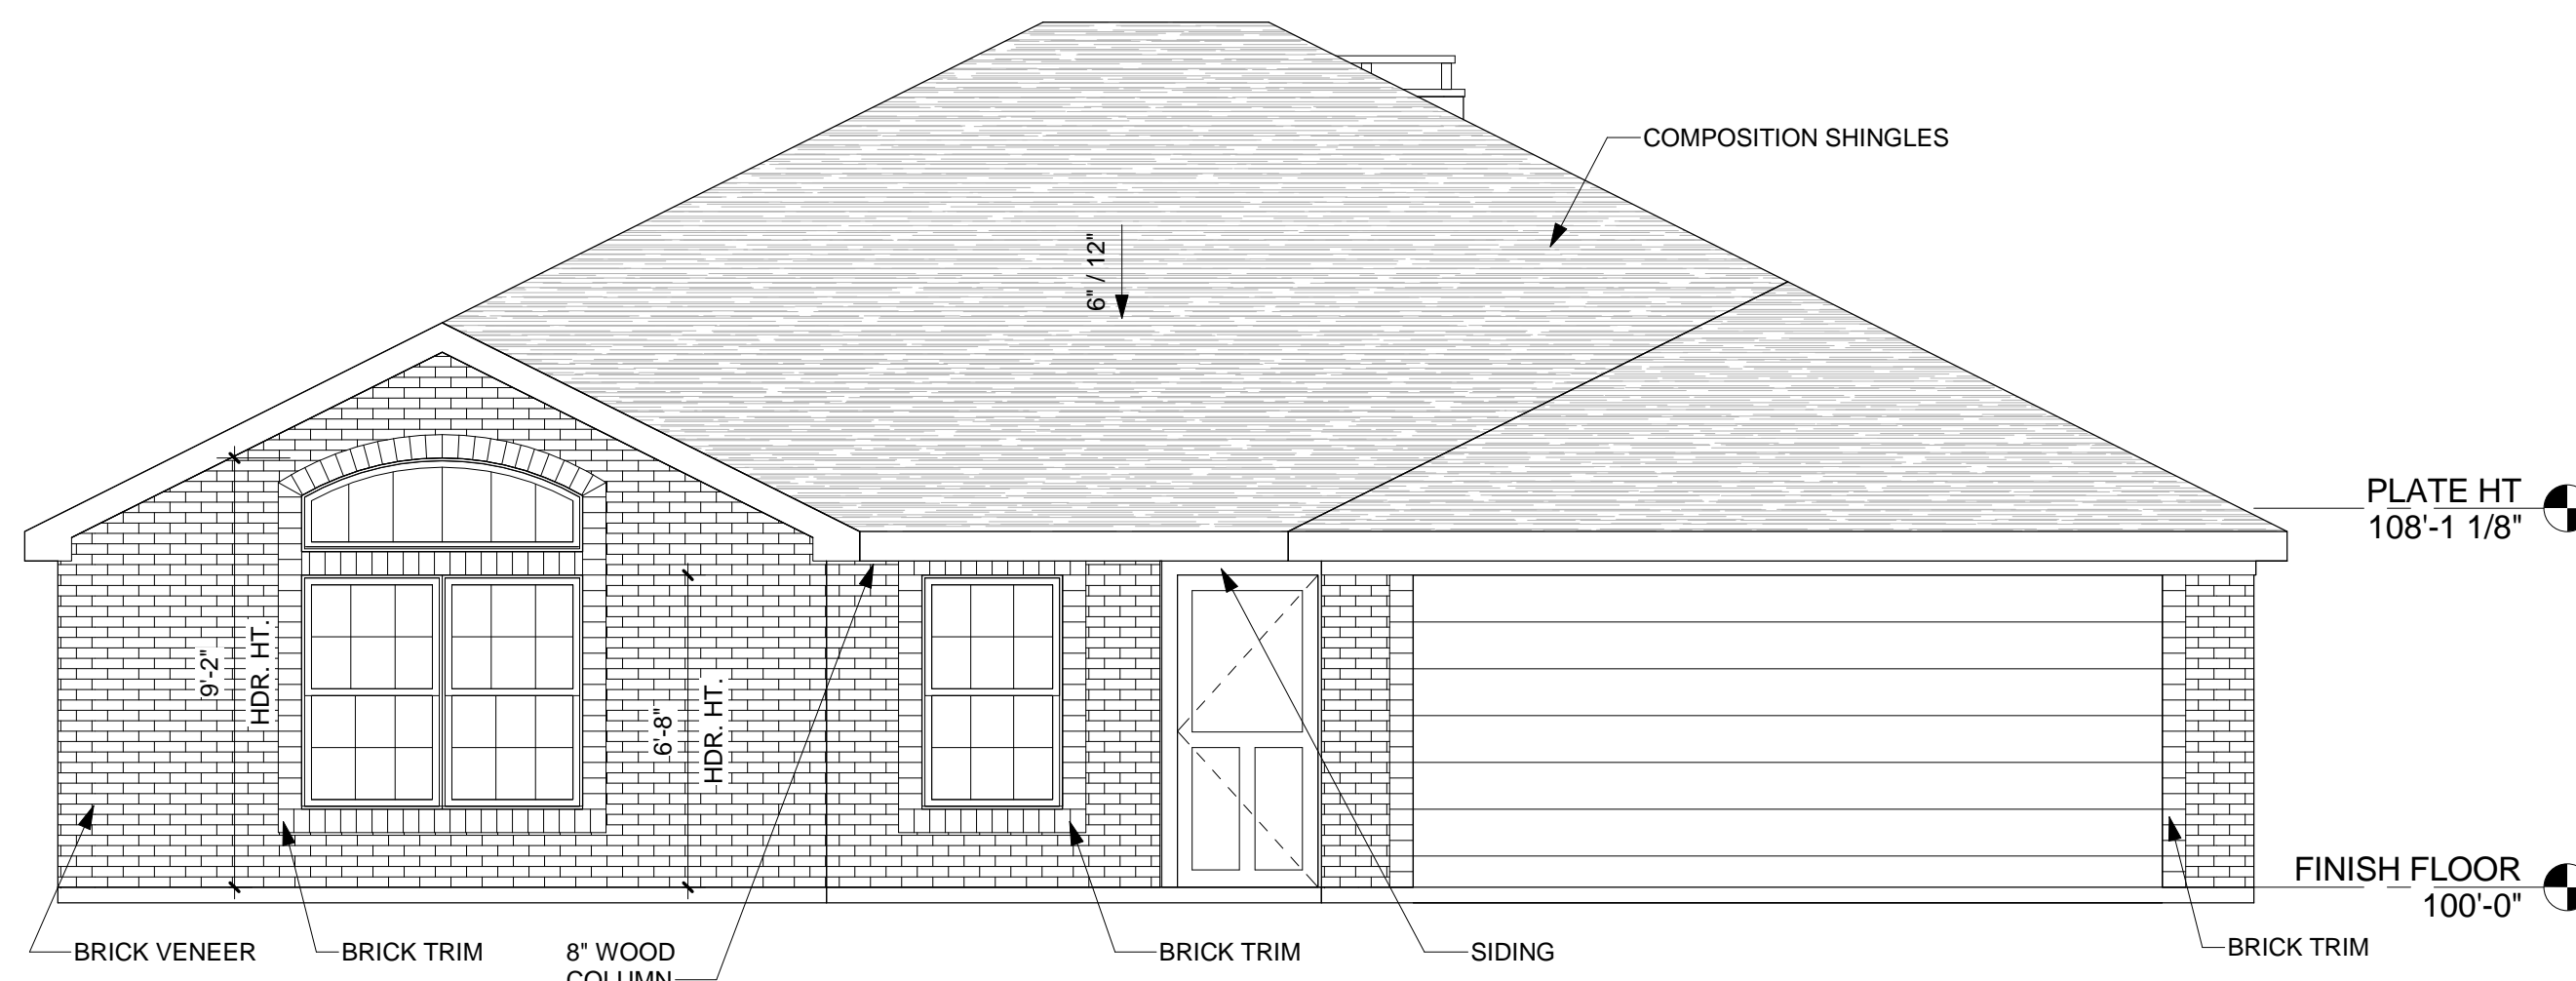 COMPOSITION SHINGLES
6" / 12"
PLATE HT
108'-1 1/8"
9'-2"
HDR. HT.
6'-8"
HDR. HT.
FINISH FLOOR
100'-0"
BRICK VENEER
BRICK TRIM
8" WOOD
COLUMN
BRICK TRIM
SIDING
BRICK TRIM